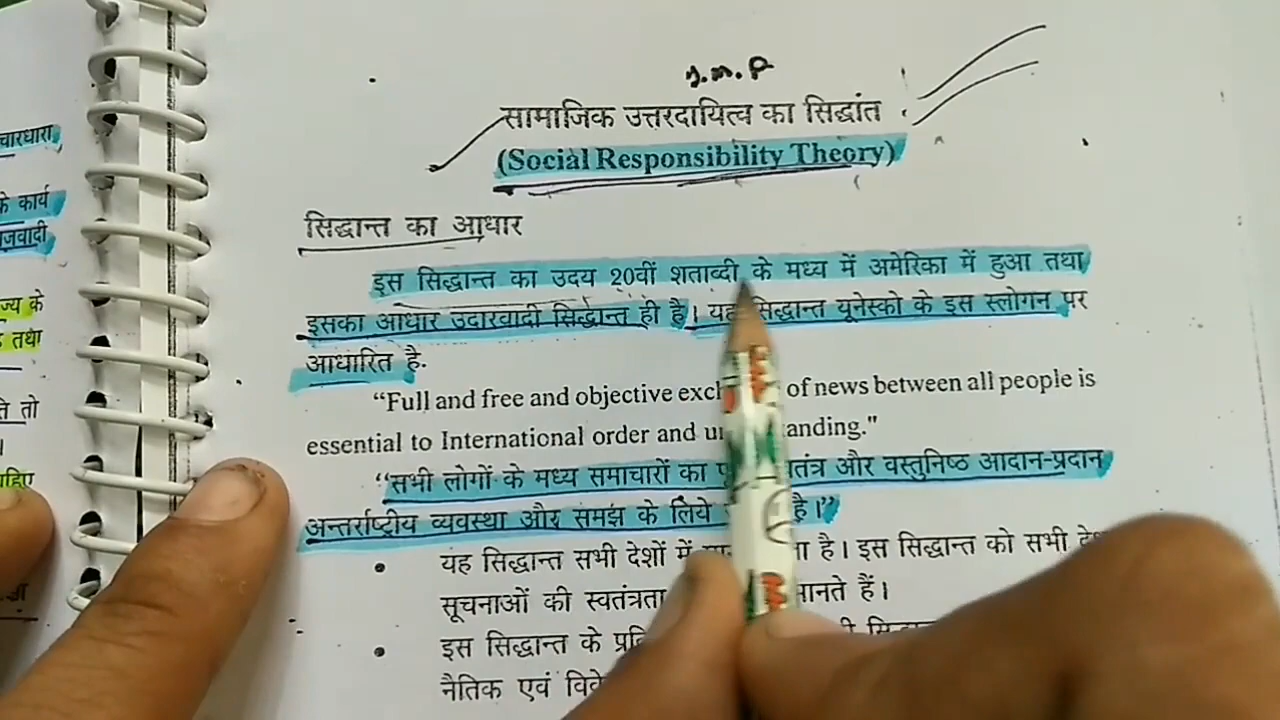 I.m.P
सामाजिक उत्तरदायित्व का सिद्धांत
(Social Responsibility Theory)
सिद्धान्त का आधार
इस सिद्धान्त का उदय 20वीं शताब्दी के मध्य में अमेरिका में हुआ तथा
इसका आधार उदारवादी सिद्धान्त ही है। यह सिद्धान्त यूनेस्को के इस स्लोगन पर
आधारित है-
“Full and free and objective of news between all people is
essential to International order and
“सभी लोगों के मध्य समाचारों का और वस्तुनिष्ठ आदान-प्रदान
अन्तर्राष्ट्रीय व्यवस्था और समझ के लिये है।”
• यह सिद्धान्त सभी देशों में है। इस सिद्धान्त को सभी
सूचनाओं की स्वतंत्रता मानते हैं।
• इस सिद्धान्त के
नैतिक एवं
चारधारा
के कार्य
ाजवादी
ज्य के
तथा
तो